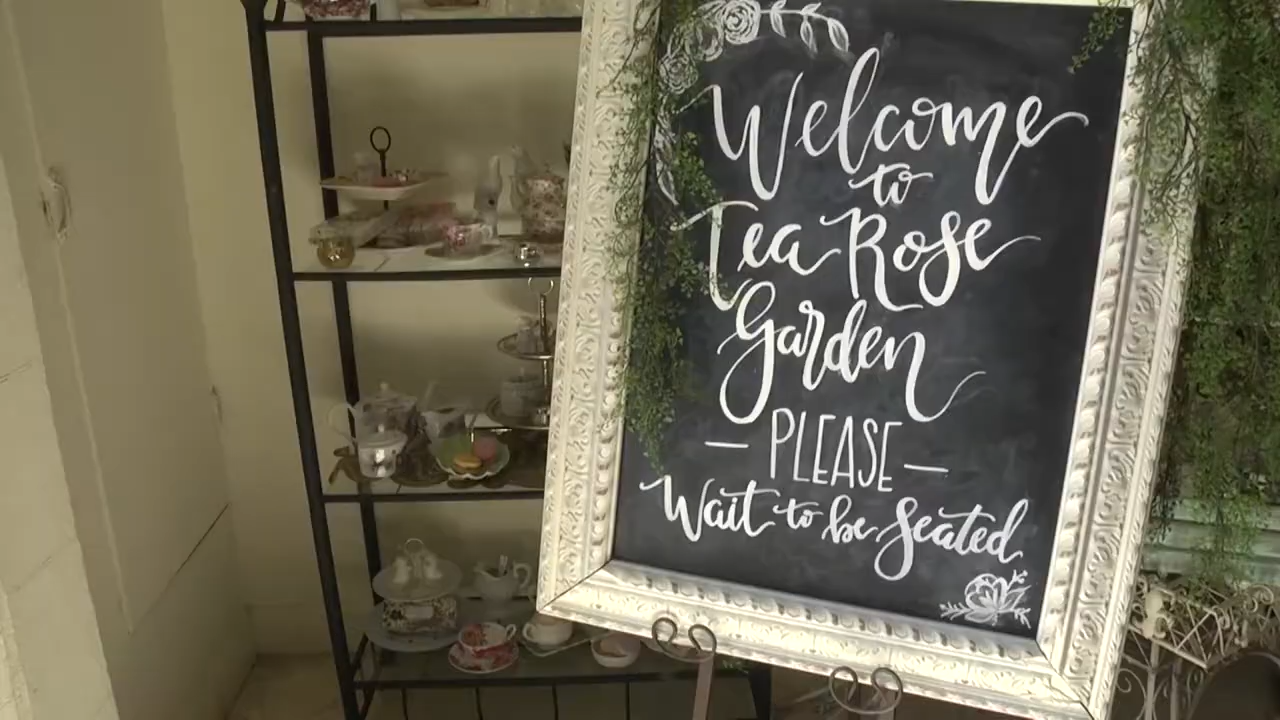 Welcome
to
Tea Rose
Garden
— PLEASE —
Wait to be Seated